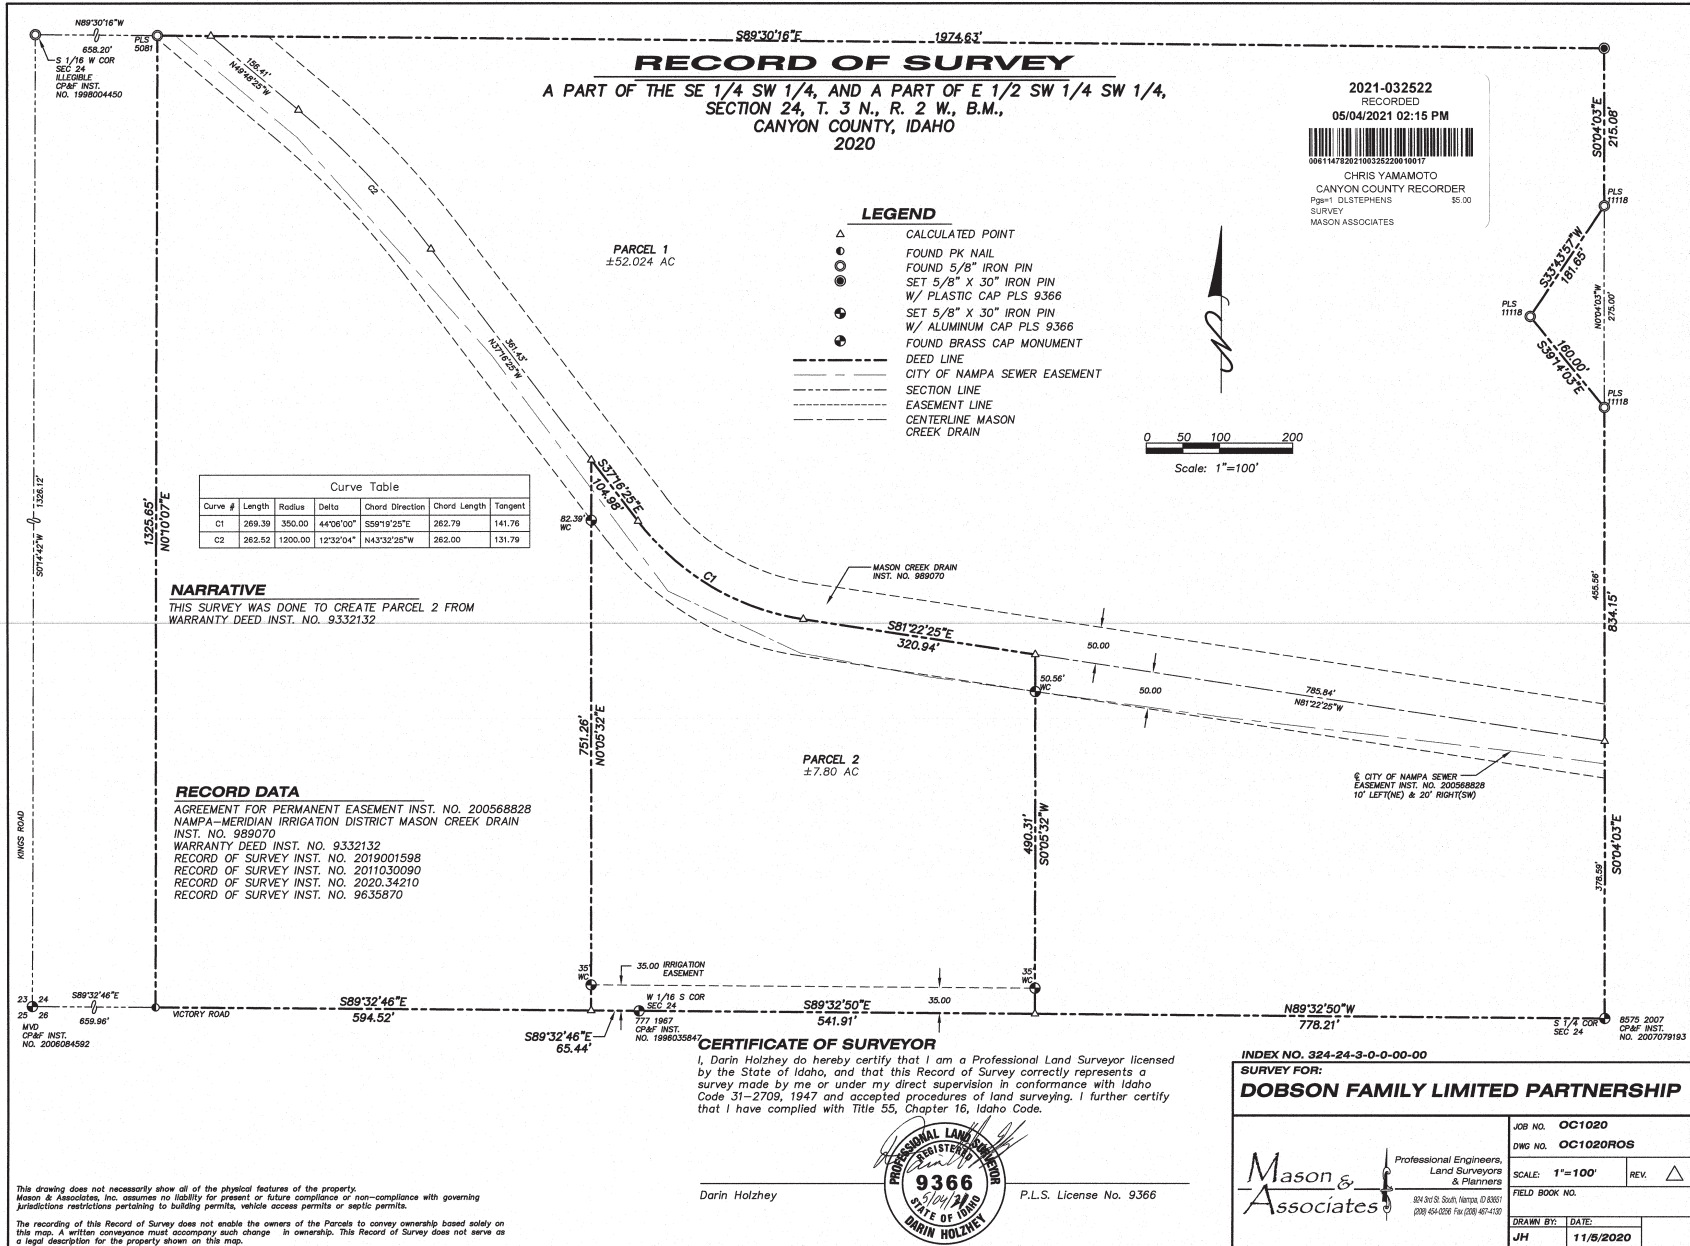 N89°30'16"W
658.20'
PLS
5081
S 1/16 W COR
SEC 24
ILLEGIBLE
CP&F INST.
NO. 1998004450
156.41'
N49°48'25"W
S89°30'16"E 1974.63'
RECORD OF SURVEY
A PART OF THE SE 1/4 SW 1/4, AND A PART OF E 1/2 SW 1/4 SW 1/4,
SECTION 24, T. 3 N., R. 2 W., B.M.,
CANYON COUNTY, IDAHO
2020
2021-032522
RECORDED
05/04/2021 02:15 PM
00611478202100325220010017
CHRIS YAMAMOTO
CANYON COUNTY RECORDER
Pgs=1 DLSTEPHENS $5.00
SURVEY
MASON ASSOCIATES
S0°04'03"E
215.08'
PLS
11118
S33°43'57"W
181.65'
N0°04'03"W
275.00'
PLS
11118
160.00'
S39°14'03"E
PLS
11118
C2
PARCEL 1
±52.024 AC
LEGEND
CALCULATED POINT
FOUND PK NAIL
FOUND 5/8" IRON PIN
SET 5/8" X 30" IRON PIN
W/ PLASTIC CAP PLS 9366
SET 5/8" X 30" IRON PIN
W/ ALUMINUM CAP PLS 9366
FOUND BRASS CAP MONUMENT
DEED LINE
CITY OF NAMPA SEWER EASEMENT
SECTION LINE
EASEMENT LINE
CENTERLINE MASON
CREEK DRAIN
0 50 100 200
Scale: 1"=100'
361.43'
N37°16'25"W
S37°16'25"E
104.98'
82.39'
WC
1326.12'
S0°14'42"W
1325.65'
N0°10'07"E
Curve Table
Curve # Length Radius Delta Chord Direction Chord Length Tangent
C1 269.39 350.00 44°06'00" S59°19'25"E 262.79 141.76
C2 262.52 1200.00 12°32'04" N43°32'25"W 262.00 131.79
NARRATIVE
THIS SURVEY WAS DONE TO CREATE PARCEL 2 FROM
WARRANTY DEED INST. NO. 9332132
C1
MASON CREEK DRAIN
INST. NO. 989070
S81°22'25"E
320.94'
50.00
50.00
50.56'
WC
785.84'
N81°22'25"W
455.56'
834.15'
751.26'
N0°05'32"E
PARCEL 2
±7.80 AC
℄ CITY OF NAMPA SEWER
EASEMENT INST. NO. 200568828
10' LEFT(NE) & 20' RIGHT(SW)
490.31'
S0°05'32"W
378.59'
S0°04'03"E
RECORD DATA
AGREEMENT FOR PERMANENT EASEMENT INST. NO. 200568828
NAMPA-MERIDIAN IRRIGATION DISTRICT MASON CREEK DRAIN
INST. NO. 989070
WARRANTY DEED INST. NO. 9332132
RECORD OF SURVEY INST. NO. 2019001598
RECORD OF SURVEY INST. NO. 2011030090
RECORD OF SURVEY INST. NO. 2020.34210
RECORD OF SURVEY INST. NO. 9635870
KINGS ROAD
35'
WC
35.00 IRRIGATION
EASEMENT
35'
WC
35.00
23 24
25 26
MVD
CP&F INST.
NO. 2006084592
S89°32'46"E
659.96'
VICTORY ROAD
S89°32'46"E
594.52'
S89°32'46"E
65.44'
W 1/16 S COR
SEC 24
777 1967
CP&F INST.
NO. 1996035847
S89°32'50"E
541.91'
N89°32'50"W
778.21'
S 1/4 COR
SEC 24
8575 2007
CP&F INST.
NO. 2007079193
CERTIFICATE OF SURVEYOR
I, Darin Holzhey do hereby certify that I am a Professional Land Surveyor licensed
by the State of Idaho, and that this Record of Survey correctly represents a
survey made by me or under my direct supervision in conformance with Idaho
Code 31-2709, 1947 and accepted procedures of land surveying. I further certify
that I have complied with Title 55, Chapter 16, Idaho Code.
PROFESSIONAL LAND SURVEYOR
REGISTERED
9366
5/04/21
STATE OF IDAHO
DARIN HOLZHEY
Darin Holzhey P.L.S. License No. 9366
INDEX NO. 324-24-3-0-0-00-00
SURVEY FOR:
DOBSON FAMILY LIMITED PARTNERSHIP
Mason &
Associates
Professional Engineers,
Land Surveyors
& Planners
924 3rd St. South, Nampa, ID 83651
(208) 454-0256 Fax (208) 467-4130
JOB NO. OC1020
DWG NO. OC1020ROS
SCALE: 1"=100' REV.
FIELD BOOK NO.
DRAWN BY: DATE:
JH 11/5/2020
This drawing does not necessarily show all of the physical features of the property.
Mason & Associates, Inc. assumes no liability for present or future compliance or non-compliance with governing
jurisdictions restrictions pertaining to building permits, vehicle access permits or septic permits.
The recording of this Record of Survey does not enable the owners of the Parcels to convey ownership based solely on
this map. A written conveyance must accompany such change in ownership. This Record of Survey does not serve as
a legal description for the property shown on this map.